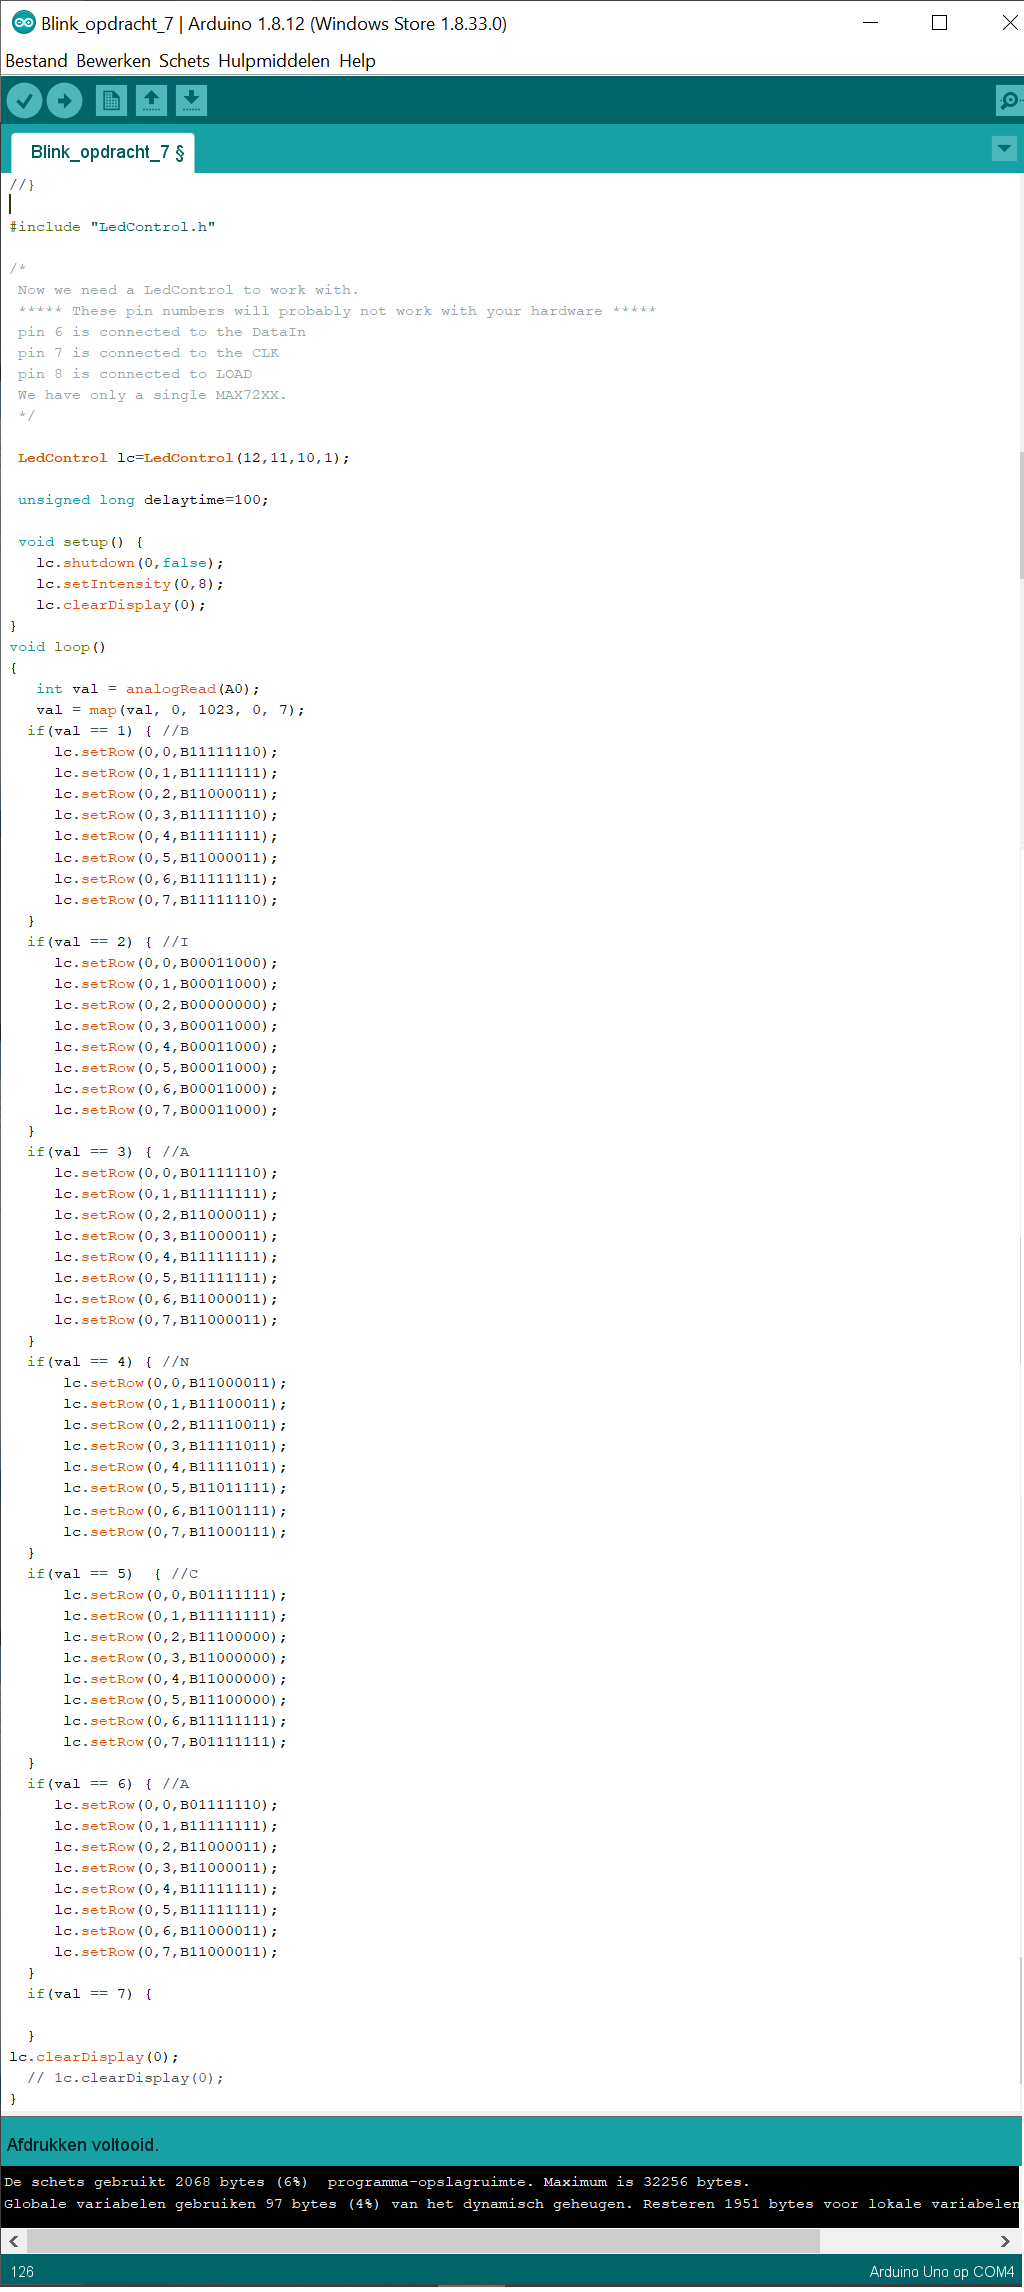 Blink_opdracht_7 | Arduino 1.8.12 (Windows Store 1.8.33.0)
Bestand Bewerken Schets Hulpmiddelen Help
Blink_opdracht_7 §
//}
#include "LedControl.h"
/*
Now we need a LedControl to work with.
***** These pin numbers will probably not work with your hardware *****
pin 6 is connected to the DataIn
pin 7 is connected to the CLK
pin 8 is connected to LOAD
We have only a single MAX72XX.
*/
LedControl lc=LedControl(12,11,10,1);
unsigned long delaytime=100;
void setup() {
lc.shutdown(0,false);
lc.setIntensity(0,8);
lc.clearDisplay(0);
}
void loop()
{
int val = analogRead(A0);
val = map(val, 0, 1023, 0, 7);
if(val == 1) { //B
lc.setRow(0,0,B11111110);
lc.setRow(0,1,B11111111);
lc.setRow(0,2,B11000011);
lc.setRow(0,3,B11111110);
lc.setRow(0,4,B11111111);
lc.setRow(0,5,B11000011);
lc.setRow(0,6,B11111111);
lc.setRow(0,7,B11111110);
}
if(val == 2) { //I
lc.setRow(0,0,B00011000);
lc.setRow(0,1,B00011000);
lc.setRow(0,2,B00000000);
lc.setRow(0,3,B00011000);
lc.setRow(0,4,B00011000);
lc.setRow(0,5,B00011000);
lc.setRow(0,6,B00011000);
lc.setRow(0,7,B00011000);
}
if(val == 3) { //A
lc.setRow(0,0,B01111110);
lc.setRow(0,1,B11111111);
lc.setRow(0,2,B11000011);
lc.setRow(0,3,B11000011);
lc.setRow(0,4,B11111111);
lc.setRow(0,5,B11111111);
lc.setRow(0,6,B11000011);
lc.setRow(0,7,B11000011);
}
if(val == 4) { //N
lc.setRow(0,0,B11000011);
lc.setRow(0,1,B11100011);
lc.setRow(0,2,B11110011);
lc.setRow(0,3,B11111011);
lc.setRow(0,4,B11111011);
lc.setRow(0,5,B11011111);
lc.setRow(0,6,B11001111);
lc.setRow(0,7,B11000111);
}
if(val == 5) { //C
lc.setRow(0,0,B01111111);
lc.setRow(0,1,B11111111);
lc.setRow(0,2,B11100000);
lc.setRow(0,3,B11000000);
lc.setRow(0,4,B11000000);
lc.setRow(0,5,B11100000);
lc.setRow(0,6,B11111111);
lc.setRow(0,7,B01111111);
}
if(val == 6) { //A
lc.setRow(0,0,B01111110);
lc.setRow(0,1,B11111111);
lc.setRow(0,2,B11000011);
lc.setRow(0,3,B11000011);
lc.setRow(0,4,B11111111);
lc.setRow(0,5,B11111111);
lc.setRow(0,6,B11000011);
lc.setRow(0,7,B11000011);
}
if(val == 7) {
}
lc.clearDisplay(0);
// 1c.clearDisplay(0);
}
Afdrukken voltooid.
De schets gebruikt 2068 bytes (6%) programma-opslagruimte. Maximum is 32256 bytes.
Globale variabelen gebruiken 97 bytes (4%) van het dynamisch geheugen. Resteren 1951 bytes voor lokale variabelen
126
Arduino Uno op COM4